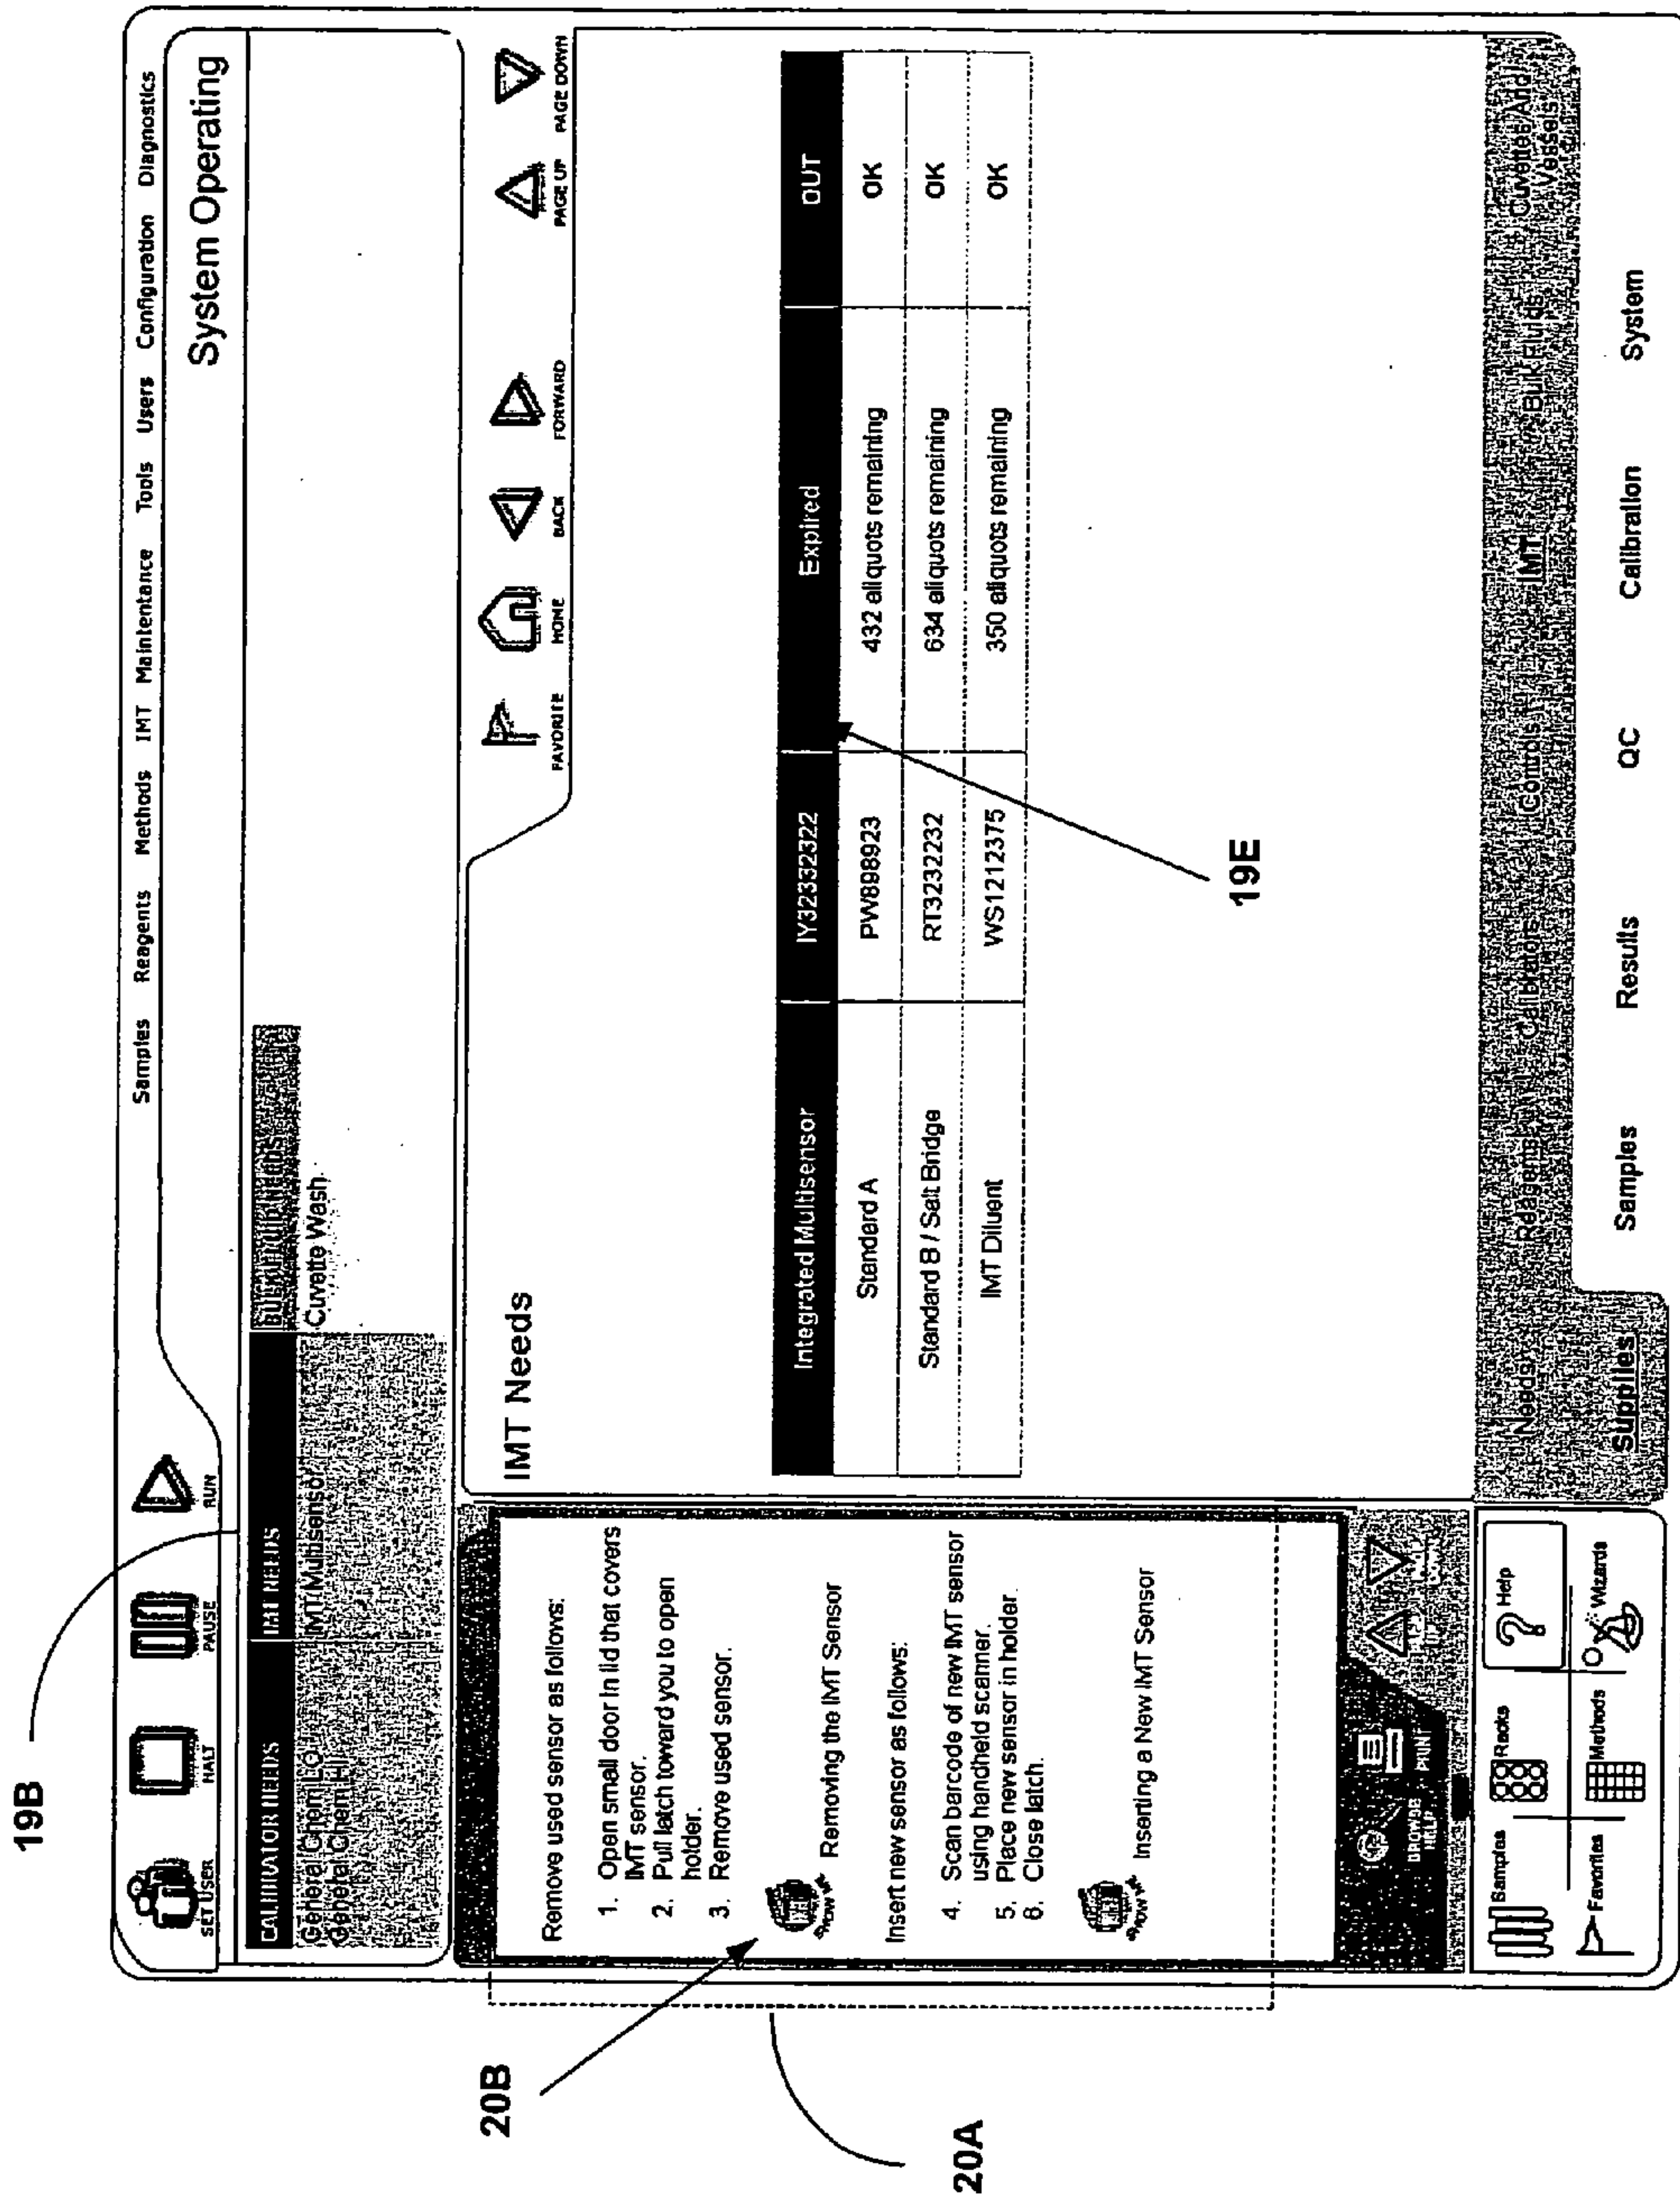 19B
SET USER HALT PAUSE RUN
Samples Reagents Methods IMT Maintenance Tools Users Configuration Diagnostics
System Operating
CALIBRATOR NEEDS IMT NEEDS BULK FLUID NEEDS
General Chem LO IMT Multisensor Cuvette Wash
General Chem HI
20B
20A
Remove used sensor as follows:
1. Open small door in lid that covers
IMT sensor.
2. Pull latch toward you to open
holder.
3. Remove used sensor.
SHOW ME Removing the IMT Sensor
Insert new sensor as follows:
4. Scan barcode of new IMT sensor
using handheld scanner.
5. Place new sensor in holder.
6. Close latch.
SHOW ME Inserting a New IMT Sensor
PRINT
IMT Needs
FAVORITE HOME BACK FORWARD PAGE UP PAGE DOWN
Integrated Multisensor IY32332322 Expired OUT
Standard A PW898923 432 aliquots remaining OK
Standard B / Salt Bridge RT3232232 634 aliquots remaining OK
IMT Diluent WS1212375 350 aliquots remaining OK
19E
Samples Racks ? Help
Favorites Methods Wizards
Needs Reagents Calibrators Controls IMT Bulk Fluids Cuvettes And
Vessels
Supplies Samples Results QC Calibration System